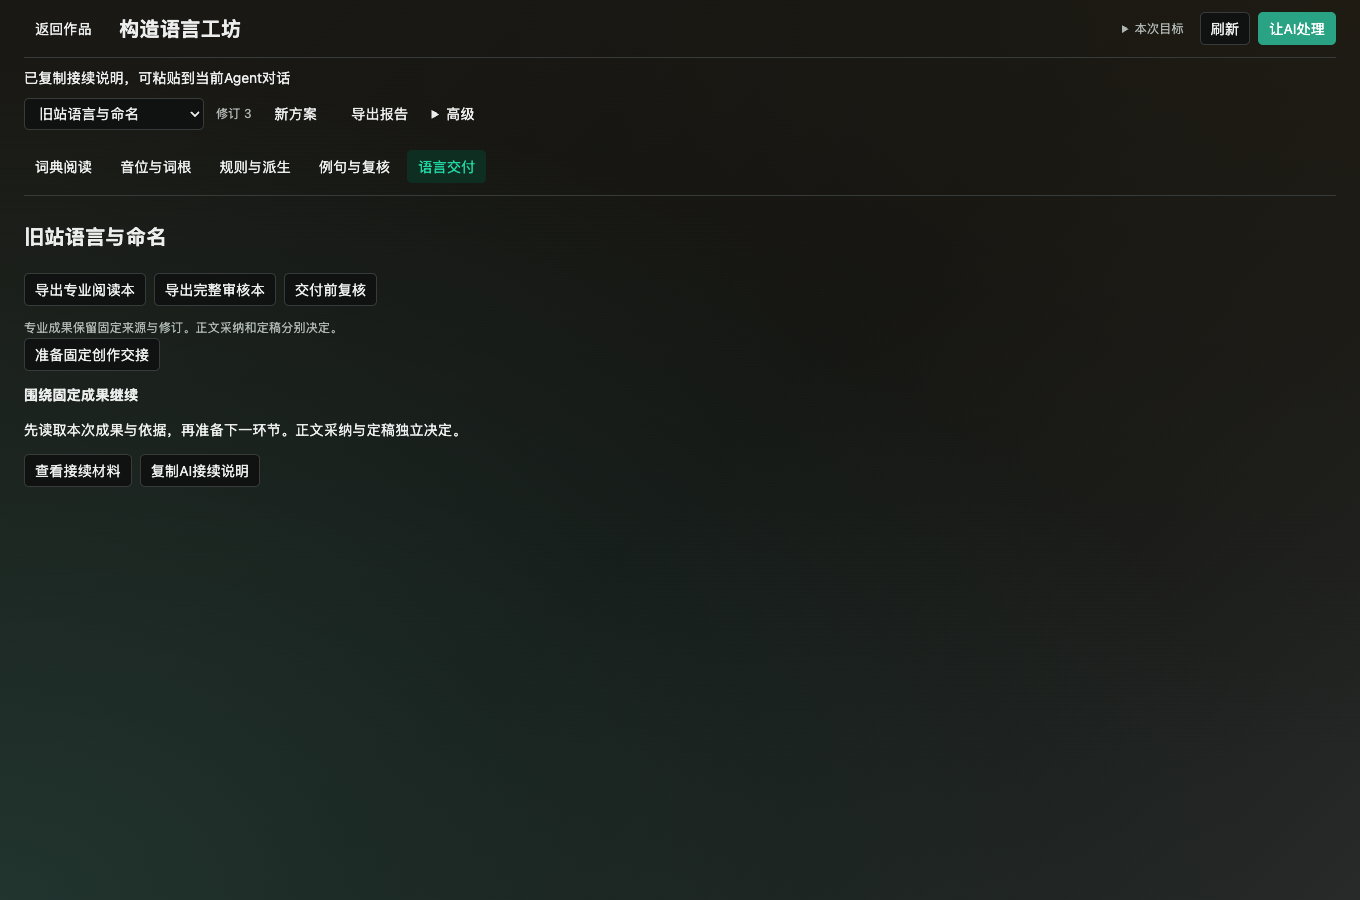 返回作品 构造语言工坊 ▶ 本次目标 刷新 让AI处理
已复制接续说明，可粘贴到当前Agent对话
旧站语言与命名 修订 3 新方案 导出报告 ▶ 高级
词典阅读 音位与词根 规则与派生 例句与复核 语言交付
旧站语言与命名
导出专业阅读本 导出完整审核本 交付前复核
专业成果保留固定来源与修订。正文采纳和定稿分别决定。
准备固定创作交接
围绕固定成果继续
先读取本次成果与依据，再准备下一环节。正文采纳与定稿独立决定。
查看接续材料 复制AI接续说明